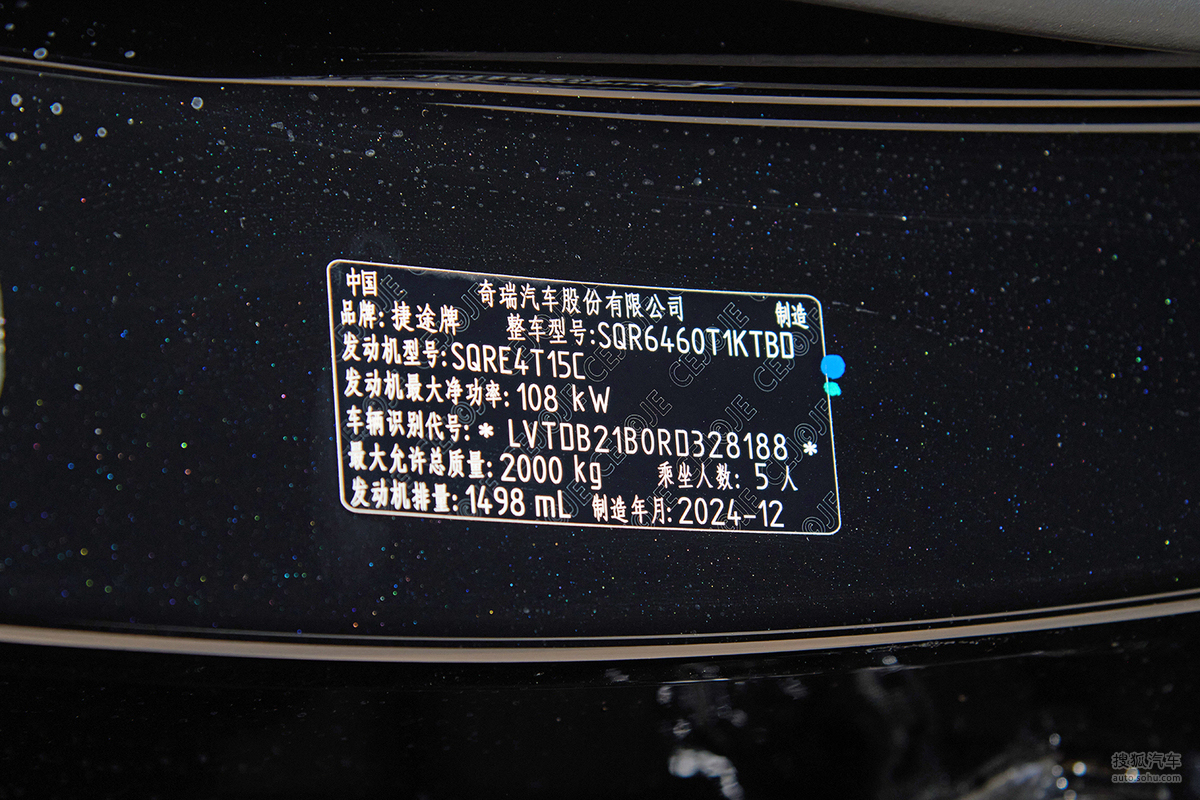 中国 奇瑞汽车股份有限公司 制造
品牌: 捷途牌 整车型号:SQR6460T1KTBD
发动机型号:SQRE4T15C
发动机最大净功率: 108 kW
车辆识别代号: * LVTDB21B0RD328188 *
最大允许总质量: 2000 kg 乘坐人数: 5 人
发动机排量: 1498 mL 制造年月: 2024-12
搜狐汽车
auto.sohu.com